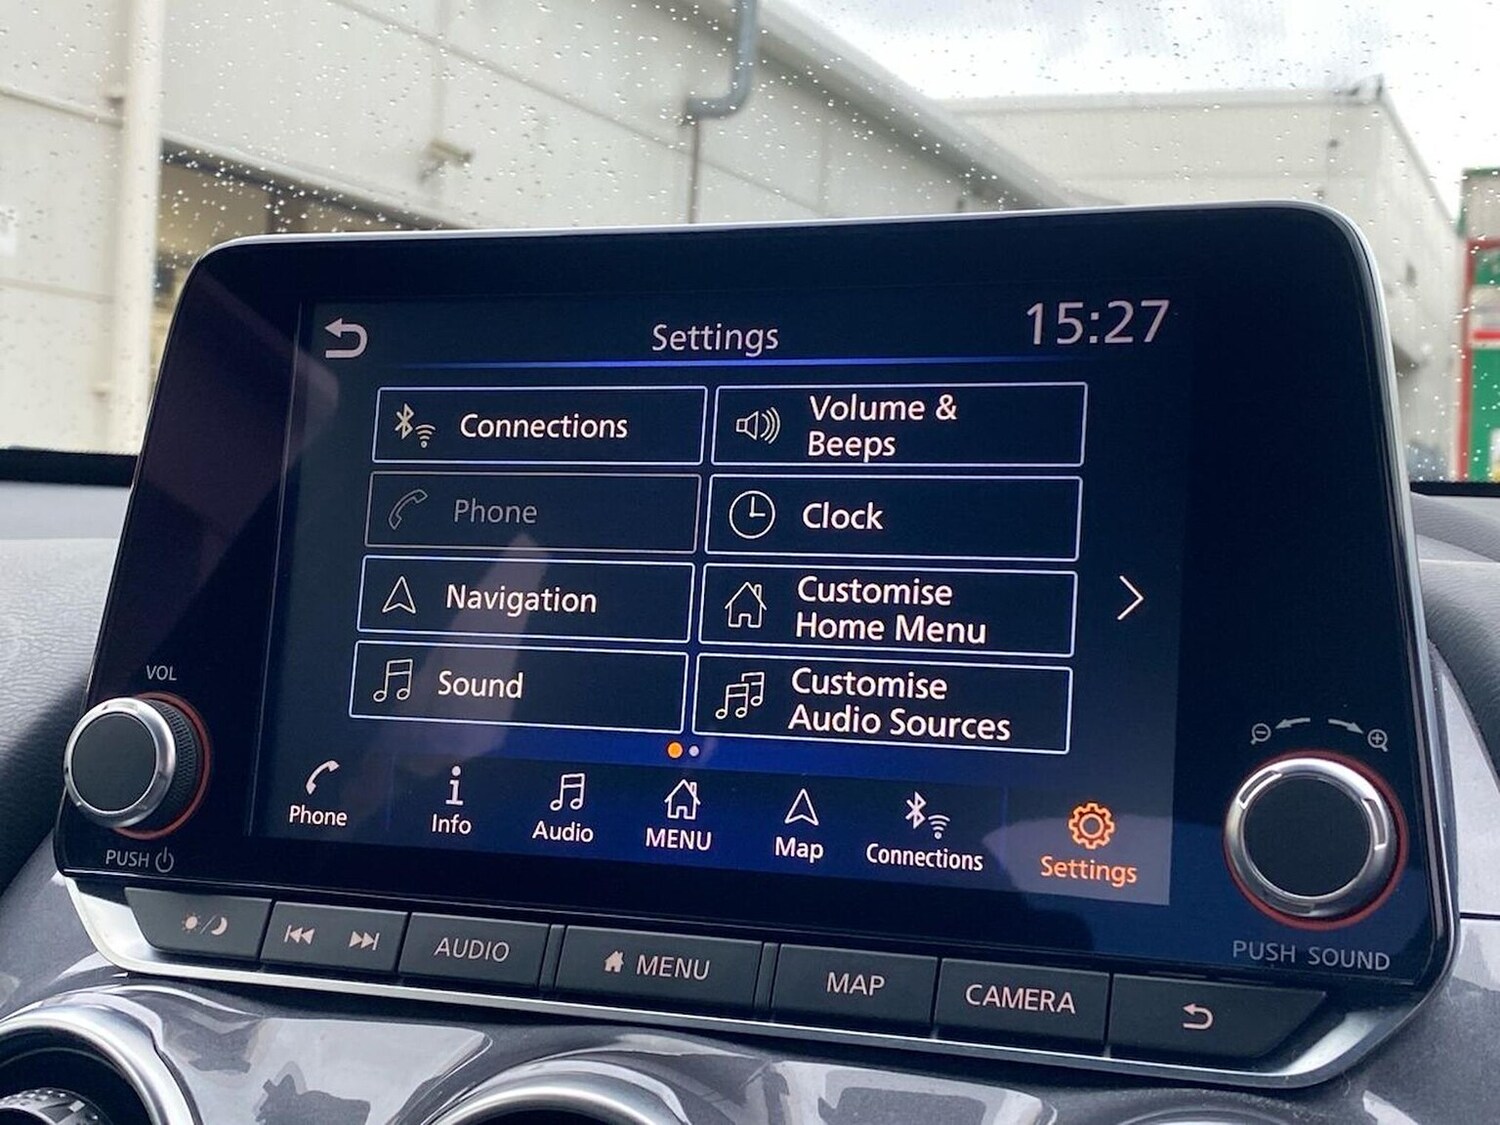 Settings
15:27
Connections
Volume &
Beeps
Phone
Clock
Navigation
Customise
Home Menu
Sound
Customise
Audio Sources
Phone
Info
Audio
MENU
Map
Connections
Settings
VOL
PUSH
PUSH SOUND
AUDIO
MENU
MAP
CAMERA